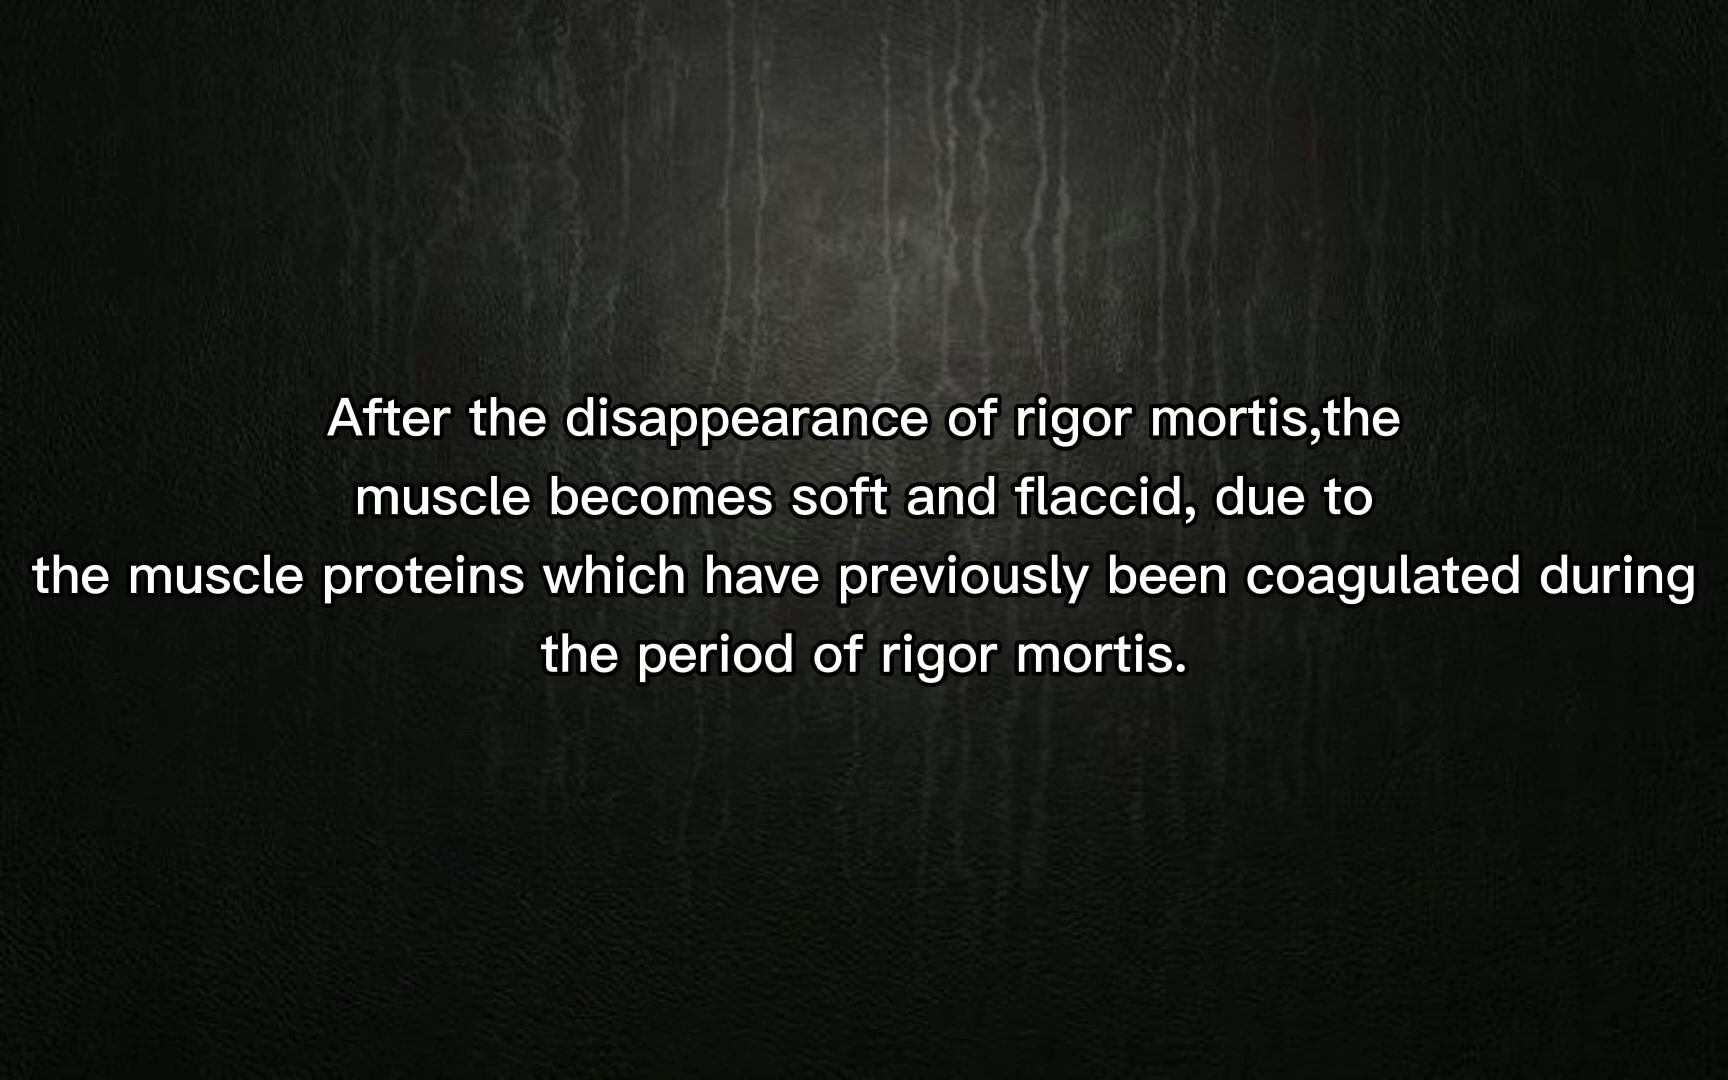 After the disappearance of rigor mortis,the
muscle becomes soft and flaccid, due to
the muscle proteins which have previously been coagulated during
the period of rigor mortis.